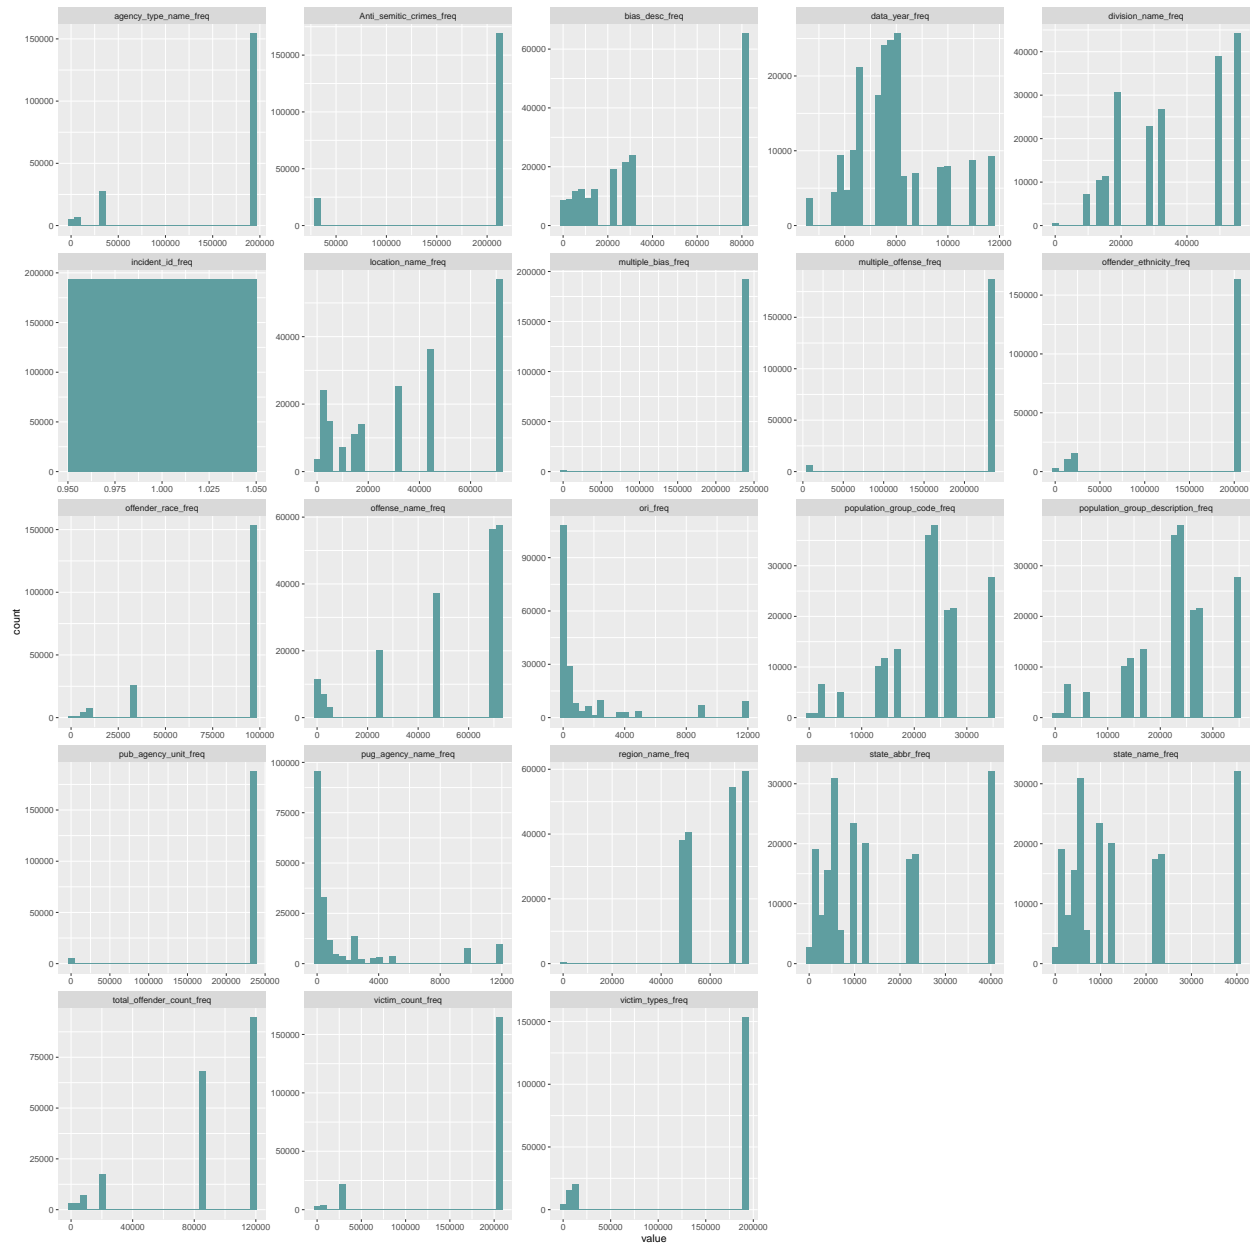 agency_type_name_freq
150000
100000
50000
0
0 50000 100000 150000 200000
Anti_semitic_crimes_freq
150000
100000
50000
0
50000 100000 150000 200000
bias_desc_freq
60000
40000
20000
0
0 20000 40000 60000 80000
data_year_freq
20000
10000
0
6000 8000 10000 12000
division_name_freq
40000
30000
20000
10000
0
0 20000 40000
incident_id_freq
200000
150000
100000
50000
0
0.950 0.975 1.000 1.025 1.050
location_name_freq
40000
20000
0
0 20000 40000 60000
multiple_bias_freq
200000
150000
100000
50000
0
0 50000 100000 150000 200000 250000
multiple_offense_freq
150000
100000
50000
0
0 50000 100000 150000 200000
offender_ethnicity_freq
150000
100000
50000
0
0 50000 100000 150000 200000
count
offender_race_freq
150000
100000
50000
0
0 25000 50000 75000 100000
offense_name_freq
60000
40000
20000
0
0 20000 40000 60000
ori_freq
90000
60000
30000
0
0 4000 8000 12000
population_group_code_freq
30000
20000
10000
0
0 10000 20000 30000
population_group_description_freq
30000
20000
10000
0
0 10000 20000 30000
pub_agency_unit_freq
150000
100000
50000
0
0 50000 100000 150000 200000 250000
pug_agency_name_freq
100000
75000
50000
25000
0
0 4000 8000 12000
region_name_freq
60000
40000
20000
0
0 20000 40000 60000
state_abbr_freq
30000
20000
10000
0
0 10000 20000 30000 40000
state_name_freq
30000
20000
10000
0
0 10000 20000 30000 40000
total_offender_count_freq
75000
50000
25000
0
0 40000 80000 120000
victim_count_freq
150000
100000
50000
0
0 50000 100000 150000 200000
victim_types_freq
150000
100000
50000
0
0 50000 100000 150000 200000
value